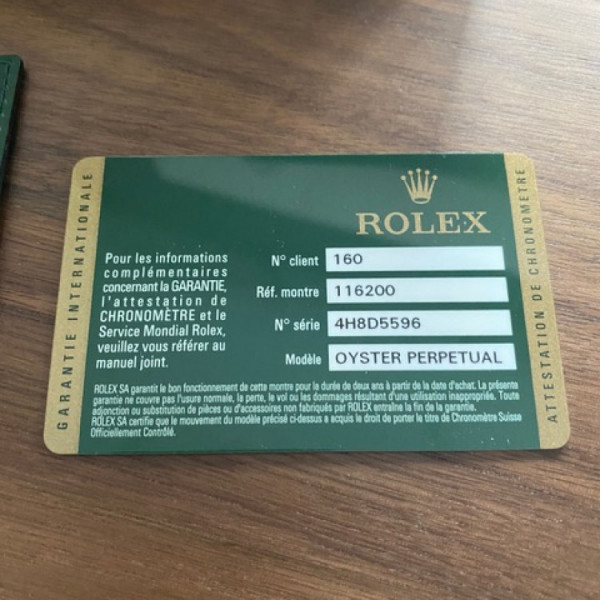 GARANTIE INTERNATIONALE
ROLEX
ATTESTATION DE CHRONOMETRE
Pour les informations
complémentaires
concernant la GARANTIE,
l'attestation de
CHRONOMÈTRE et le
Service Mondial Rolex,
veuillez vous référer au
manuel joint.
N° client 160
Réf. montre 116200
N° série 4H8D5596
Modèle OYSTER PERPETUAL
ROLEX SA garantit le bon fonctionnement de cette montre pour la durée de deux ans à partir de la date d'achat. La présente
garantie ne couvre pas l'usure normale, la perte, le vol ou les dommages résultant d'une utilisation inappropriée. Toute
adjonction ou substitution de pièces ou d'accessoires non fabriqués par ROLEX entraîne la fin de la garantie.
ROLEX SA certifie que le mouvement du modèle précisé ci-dessus a acquis le droit de porter le titre de Chronomètre Suisse
Officiellement Contrôlé.